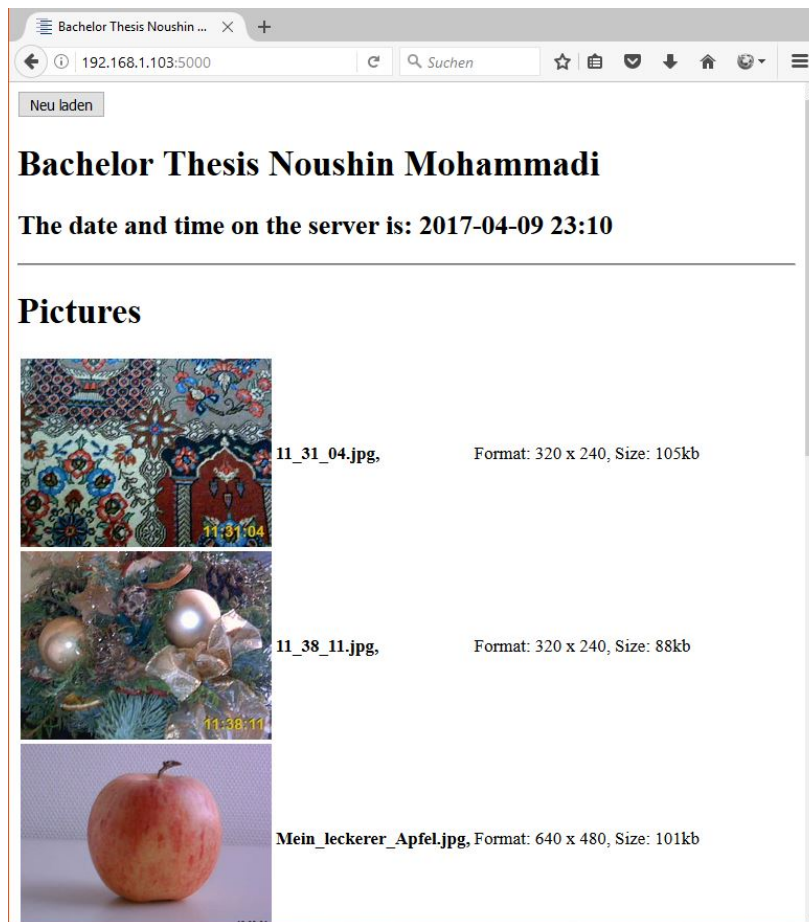 Bachelor Thesis Noushin ...
192.168.1.103:5000
Suchen
Neu laden
Bachelor Thesis Noushin Mohammadi
The date and time on the server is: 2017-04-09 23:10
Pictures
11_31_04.jpg, Format: 320 x 240, Size: 105kb
11:31:04
11_38_11.jpg, Format: 320 x 240, Size: 88kb
11:38:11
Mein_leckerer_Apfel.jpg, Format: 640 x 480, Size: 101kb